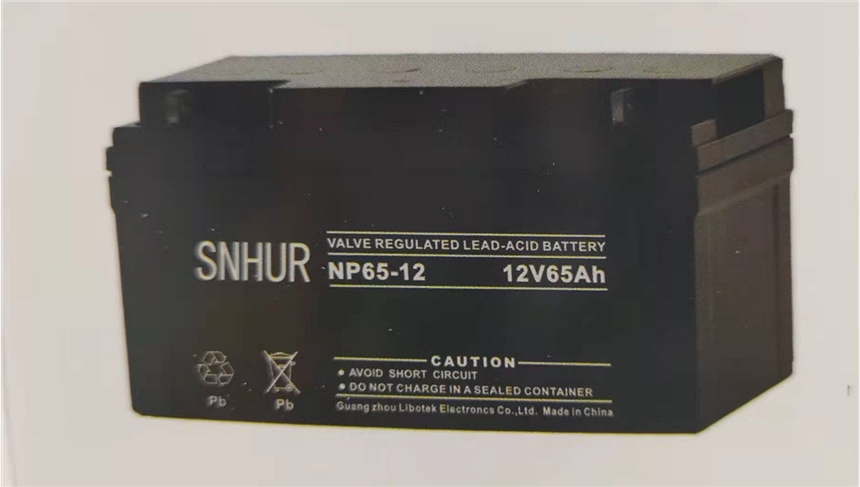 VALVE REGULATED LEAD-ACID BATTERY
SNHUR NP65-12 12V65Ah
CAUTION
• AVOID SHORT CIRCUIT
• DO NOT CHARGE IN A SEALED CONTAINER
Pb Pb
Guang zhou Libotek Electroncs Co.,Ltd. Made in China